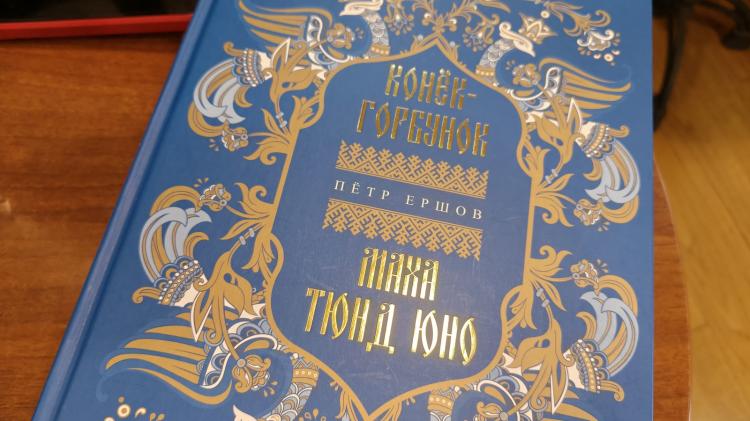 КОНЁК-
ГОРБУНОК
ПЁТР ЕРШОВ
МАХА
ТЮНД ЮНО